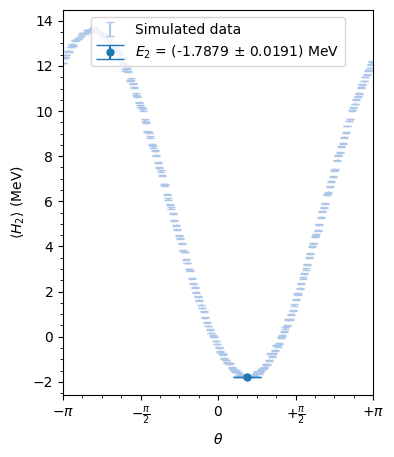 Simulated data
E₂ = (-1.7879 ± 0.0191) MeV
⟨H₂⟩ (MeV)
14
12
10
8
6
4
2
0
−2
−π
−π/2
0
+π/2
+π
θ